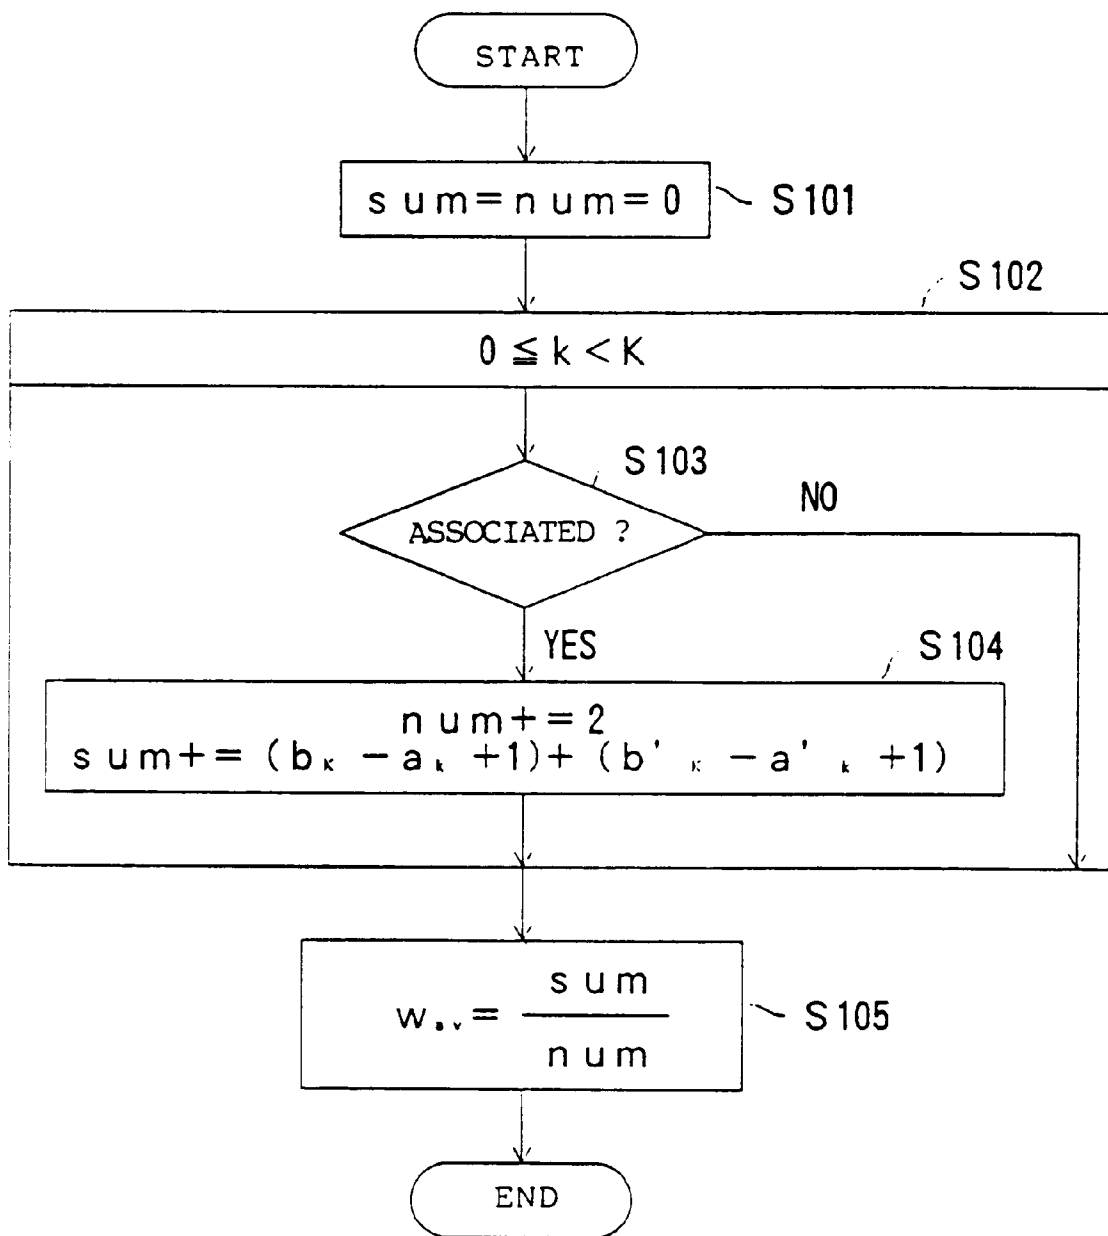 START
sum=num=0
S101
S102
0≦k<K
S103
NO
ASSOCIATED ?
YES
S104
num+=2
sum+=(bₖ-aₖ+1)+(b'ₖ-a'ₖ+1)
sum
wₐᵥ=
num
S105
END